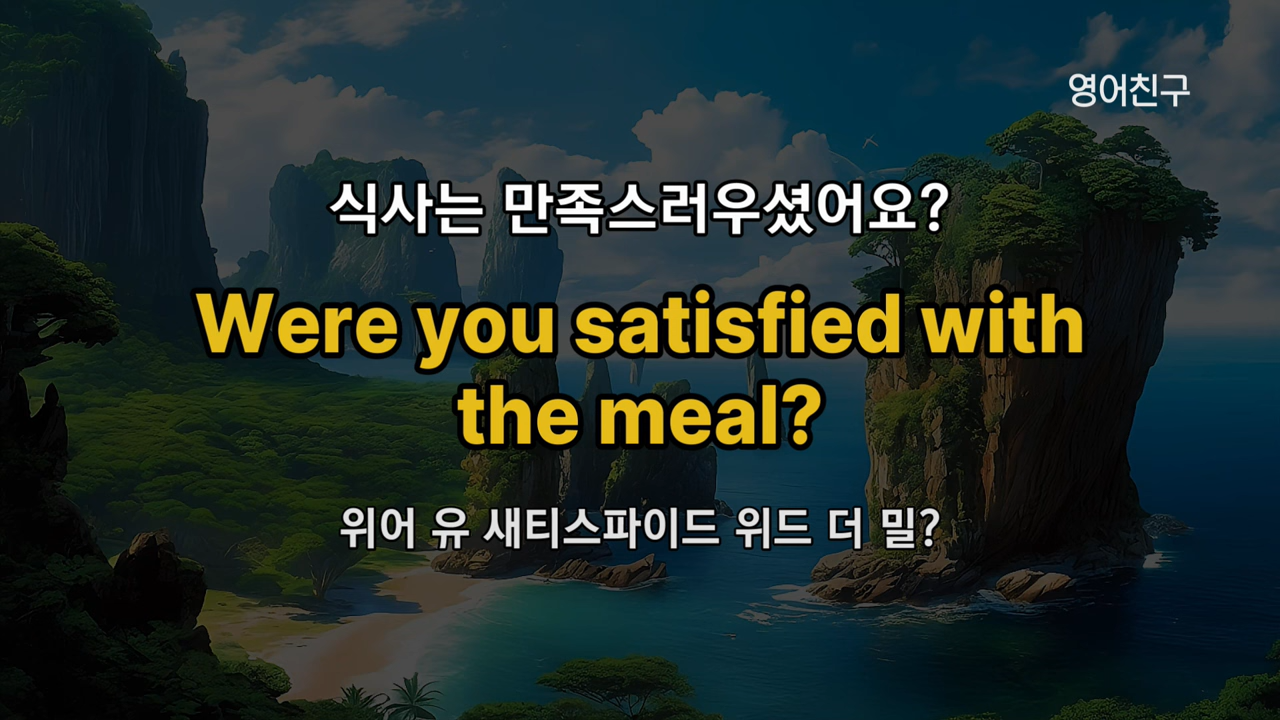 영어친구
식사는 만족스러우셨어요?
Were you satisfied with
the meal?
위어 유 새티스파이드 위드 더 밀?